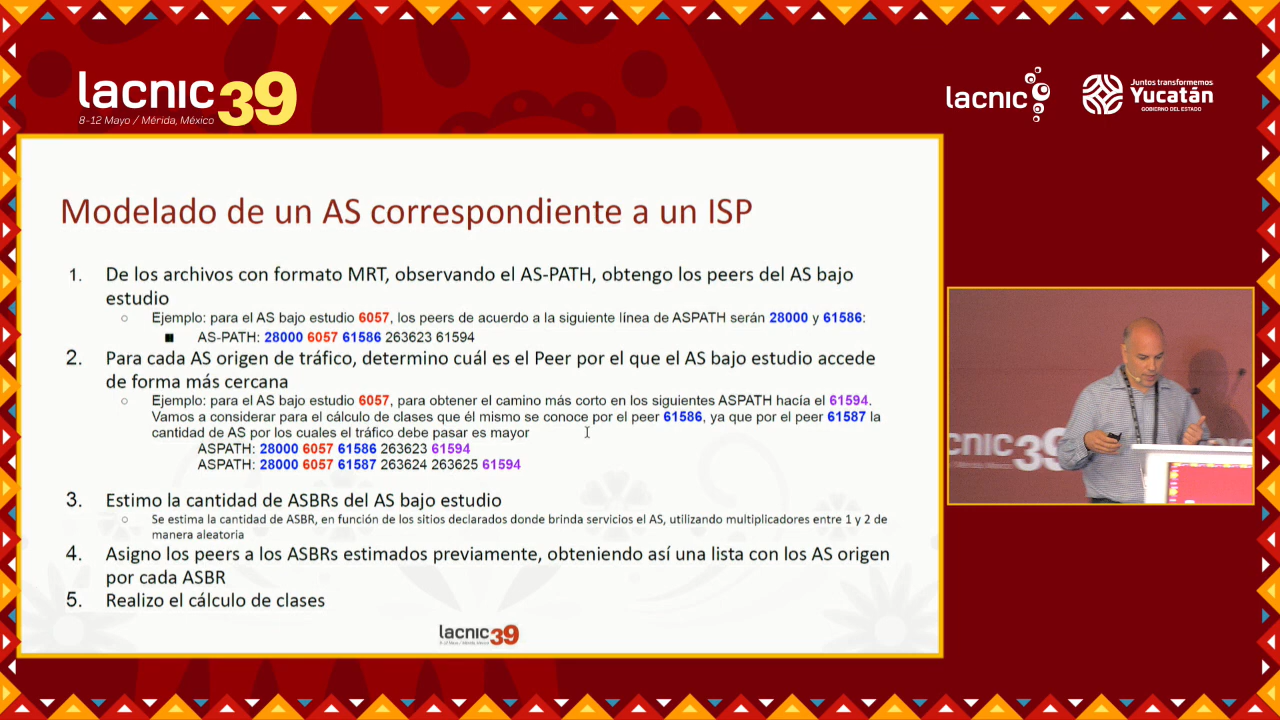 lacnic 39
8-12 Mayo / Mérida, México
lacnic
Juntos transformemos
Yucatán
GOBIERNO DEL ESTADO
Modelado de un AS correspondiente a un ISP
1. De los archivos con formato MRT, observando el AS-PATH, obtengo los peers del AS bajo
estudio
○ Ejemplo: para el AS bajo estudio 6057, los peers de acuerdo a la siguiente línea de ASPATH serán 28000 y 61586:
■ AS-PATH: 28000 6057 61586 263623 61594
2. Para cada AS origen de tráfico, determino cuál es el Peer por el que el AS bajo estudio accede
de forma más cercana
○ Ejemplo: para el AS bajo estudio 6057, para obtener el camino más corto en los siguientes ASPATH hacía el 61594.
Vamos a considerar para el cálculo de clases que él mismo se conoce por el peer 61586, ya que por el peer 61587 la
cantidad de AS por los cuales el tráfico debe pasar es mayor
ASPATH: 28000 6057 61586 263623 61594
ASPATH: 28000 6057 61587 263624 263625 61594
3. Estimo la cantidad de ASBRs del AS bajo estudio
○ Se estima la cantidad de ASBR, en función de los sitios declarados donde brinda servicios el AS, utilizando multiplicadores entre 1 y 2 de
manera aleatoria
4. Asigno los peers a los ASBRs estimados previamente, obteniendo así una lista con los AS origen
por cada ASBR
5. Realizo el cálculo de clases
lacnic 39
cnic 39